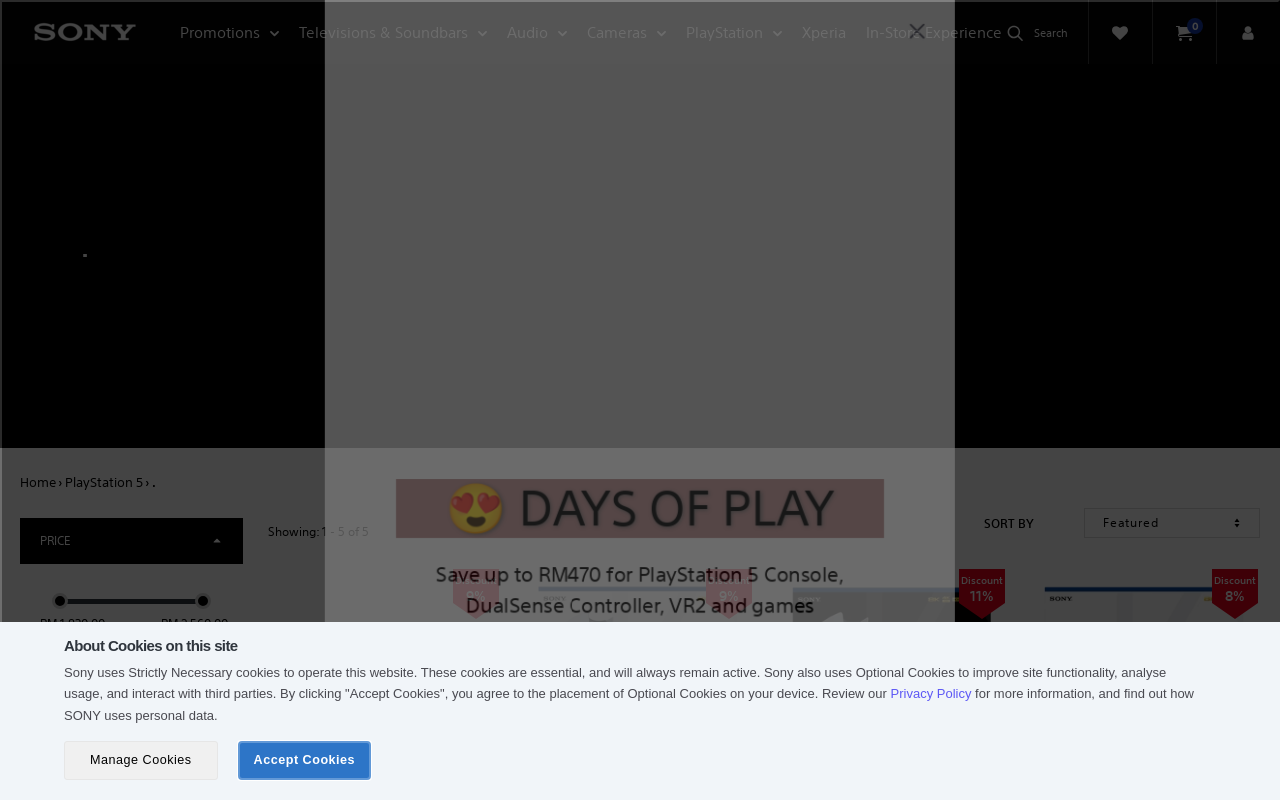 SONY
Promotions
Televisions & Soundbars
Audio
Cameras
PlayStation
Xperia
In-Store Experience
Search
0
Home › PlayStation 5 › .
PRICE
Showing: 1 - 5 of 5
SORT BY
Featured
😍 DAYS OF PLAY
Save up to RM470 for PlayStation 5 Console,
DualSense Controller, VR2 and games
9%
9%
Discount
11%
Discount
8%
SONY
About Cookies on this site
Sony uses Strictly Necessary cookies to operate this website. These cookies are essential, and will always remain active. Sony also uses Optional Cookies to improve site functionality, analyse
usage, and interact with third parties. By clicking "Accept Cookies", you agree to the placement of Optional Cookies on your device. Review our Privacy Policy for more information, and find out how
SONY uses personal data.
Manage Cookies
Accept Cookies